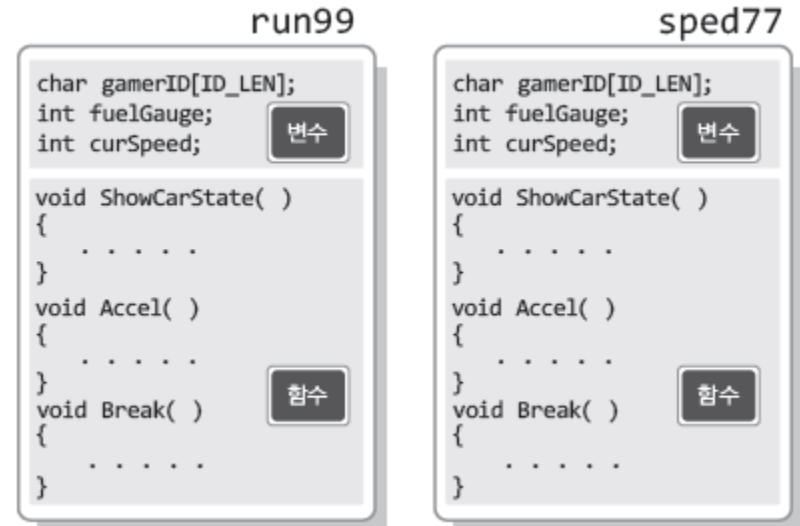 run99
char gamerID[ID_LEN];
int fuelGauge;
int curSpeed;
변수
void ShowCarState( )
{
. . . . .
}
void Accel( )
{
. . . . .
}
void Break( )
{
. . . . .
}
함수
sped77
char gamerID[ID_LEN];
int fuelGauge;
int curSpeed;
변수
void ShowCarState( )
{
. . . . .
}
void Accel( )
{
. . . . .
}
void Break( )
{
. . . . .
}
함수